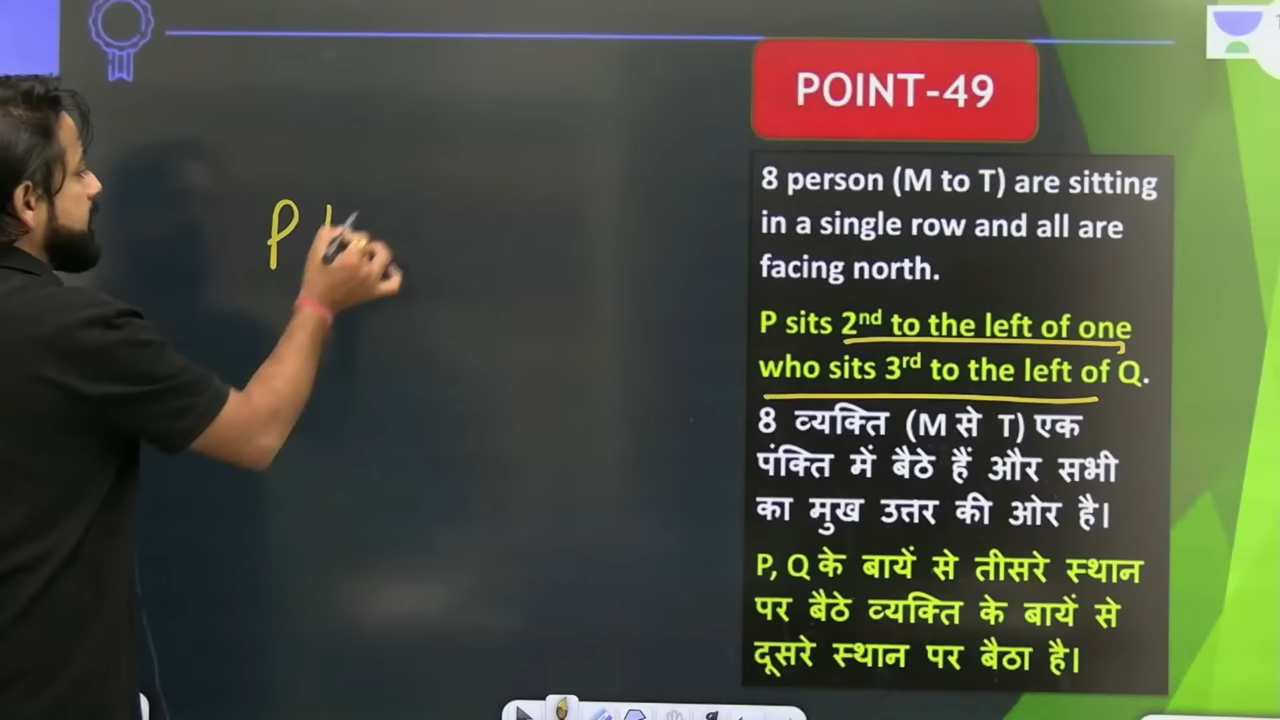 POINT-49
8 person (M to T) are sitting
in a single row and all are
facing north.
P sits 2nd to the left of one
who sits 3rd to the left of Q.
8 व्यक्ति (M से T) एक
पंक्ति में बैठे हैं और सभी
का मुख उत्तर की ओर है।
P, Q के बायें से तीसरे स्थान
पर बैठे व्यक्ति के बायें से
दूसरे स्थान पर बैठा है।
P